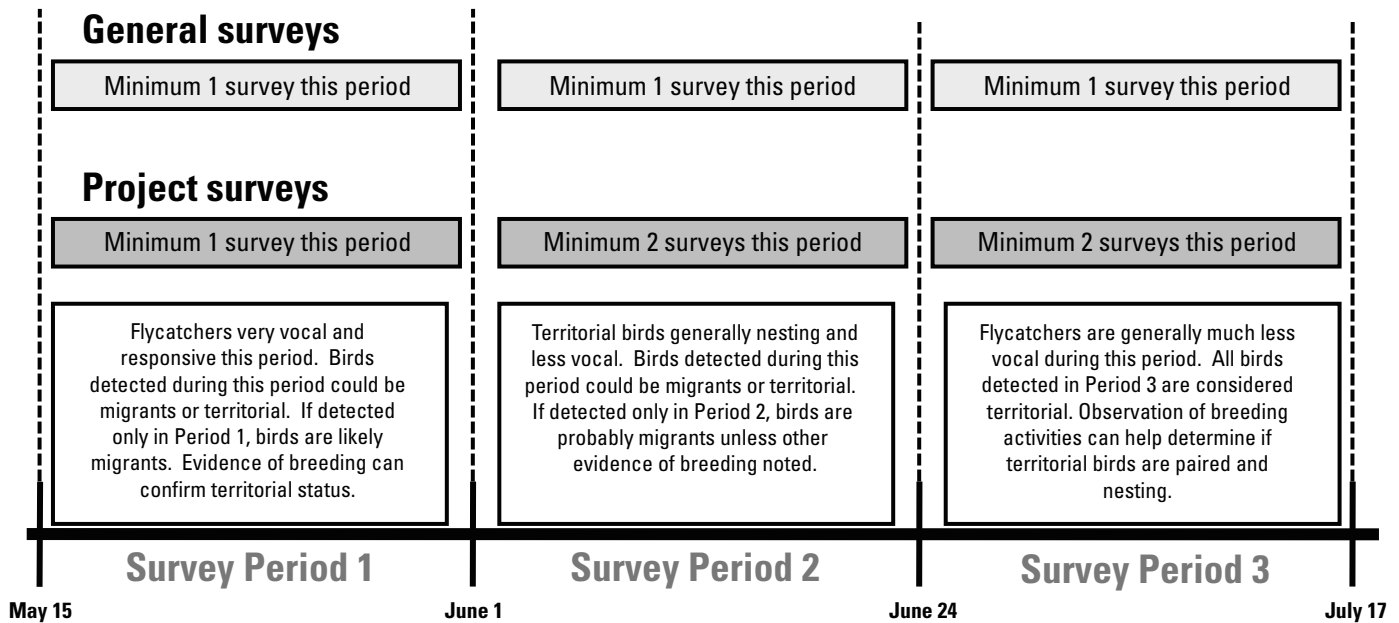 General surveys
Minimum 1 survey this period
Minimum 1 survey this period
Minimum 1 survey this period
Project surveys
Minimum 1 survey this period
Minimum 2 surveys this period
Minimum 2 surveys this period
Flycatchers very vocal and
responsive this period. Birds
detected during this period could be
migrants or territorial. If detected
only in Period 1, birds are likely
migrants. Evidence of breeding can
confirm territorial status.
Territorial birds generally nesting and
less vocal. Birds detected during this
period could be migrants or territorial.
If detected only in Period 2, birds are
probably migrants unless other
evidence of breeding noted.
Flycatchers are generally much less
vocal during this period. All birds
detected in Period 3 are considered
territorial. Observation of breeding
activities can help determine if
territorial birds are paired and
nesting.
Survey Period 1
Survey Period 2
Survey Period 3
May 15
June 1
June 24
July 17